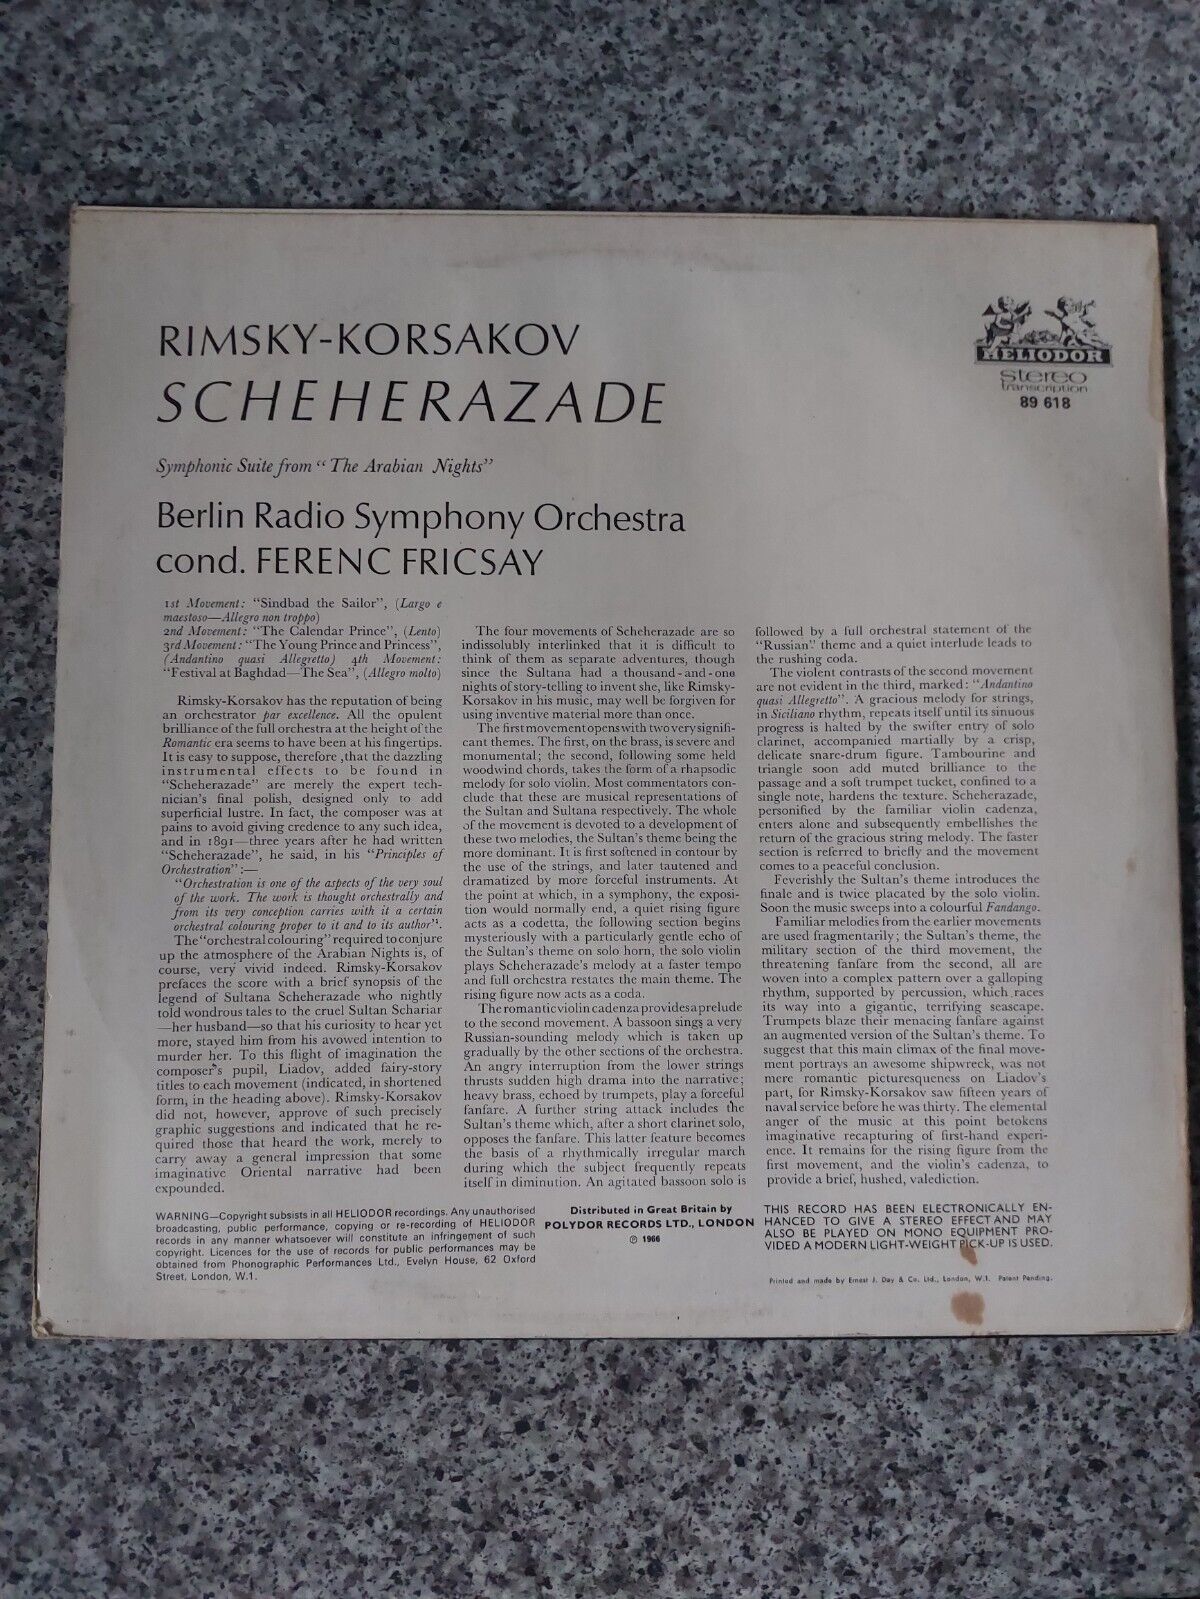 RIMSKY-KORSAKOV
SCHEHERAZADE
Symphonic Suite from "The Arabian Nights"
Berlin Radio Symphony Orchestra
cond. FERENC FRICSAY
HELIODOR
stereo
transcription
89 618
1st Movement: "Sindbad the Sailor", (Largo e
maestoso—Allegro non troppo)
2nd Movement: "The Calendar Prince", (Lento)
3rd Movement: "The Young Prince and Princess",
(Andantino quasi Allegretto) 4th Movement:
"Festival at Baghdad—The Sea", (Allegro molto)
Rimsky-Korsakov has the reputation of being
an orchestrator par excellence. All the opulent
brilliance of the full orchestra at the height of the
Romantic era seems to have been at his fingertips.
It is easy to suppose, therefore ,that the dazzling
instrumental effects to be found in
"Scheherazade" are merely the expert tech-
nician's final polish, designed only to add
superficial lustre. In fact, the composer was at
pains to avoid giving credence to any such idea,
and in 1891—three years after he had written
"Scheherazade", he said, in his "Principles of
Orchestration":—
"Orchestration is one of the aspects of the very soul
of the work. The work is thought orchestrally and
from its very conception carries with it a certain
orchestral colouring proper to it and to its author".
The "orchestral colouring" required to conjure
up the atmosphere of the Arabian Nights is, of
course, very vivid indeed. Rimsky-Korsakov
prefaces the score with a brief synopsis of the
legend of Sultana Scheherazade who nightly
told wondrous tales to the cruel Sultan Schariar
—her husband—so that his curiosity to hear yet
more, stayed him from his avowed intention to
murder her. To this flight of imagination the
composer's pupil, Liadov, added fairy-story
titles to each movement (indicated, in shortened
form, in the heading above). Rimsky-Korsakov
did not, however, approve of such precisely
graphic suggestions and indicated that he re-
quired those that heard the work, merely to
carry away a general impression that some
imaginative Oriental narrative had been
expounded.
The four movements of Scheherazade are so
indissolubly interlinked that it is difficult to
think of them as separate adventures, though
since the Sultana had a thousand-and-one
nights of story-telling to invent she, like Rimsky-
Korsakov in his music, may well be forgiven for
using inventive material more than once.
The first movement opens with two very signifi-
cant themes. The first, on the brass, is severe and
monumental; the second, following some held
woodwind chords, takes the form of a rhapsodic
melody for solo violin. Most commentators con-
clude that these are musical representations of
the Sultan and Sultana respectively. The whole
of the movement is devoted to a development of
these two melodies, the Sultan's theme being the
more dominant. It is first softened in contour by
the use of the strings, and later tautened and
dramatized by more forceful instruments. At
the point at which, in a symphony, the exposi-
tion would normally end, a quiet rising figure
acts as a codetta, the following section begins
mysteriously with a particularly gentle echo of
the Sultan's theme on solo horn, the solo violin
plays Scheherazade's melody at a faster tempo
and full orchestra restates the main theme. The
rising figure now acts as a coda.
The romantic violin cadenza provides a prelude
to the second movement. A bassoon sings a very
Russian-sounding melody which is taken up
gradually by the other sections of the orchestra.
An angry interruption from the lower strings
thrusts sudden high drama into the narrative;
heavy brass, echoed by trumpets, play a forceful
fanfare. A further string attack includes the
Sultan's theme which, after a short clarinet solo,
opposes the fanfare. This latter feature becomes
the basis of a rhythmically irregular march
during which the subject frequently repeats
itself in diminution. An agitated bassoon solo is
followed by a full orchestral statement of the
"Russian" theme and a quiet interlude leads to
the rushing coda.
The violent contrasts of the second movement
are not evident in the third, marked: "Andantino
quasi Allegretto". A gracious melody for strings,
in Siciliano rhythm, repeats itself until its sinuous
progress is halted by the swifter entry of solo
clarinet, accompanied martially by a crisp,
delicate snare-drum figure. Tambourine and
triangle soon add muted brilliance to the
passage and a soft trumpet tucket, confined to a
single note, hardens the texture. Scheherazade,
personified by the familiar violin cadenza,
enters alone and subsequently embellishes the
return of the gracious string melody. The faster
section is referred to briefly and the movement
comes to a peaceful conclusion.
Feverishly the Sultan's theme introduces the
finale and is twice placated by the solo violin.
Soon the music sweeps into a colourful Fandango.
Familiar melodies from the earlier movements
are used fragmentarily; the Sultan's theme, the
military section of the third movement, the
threatening fanfare from the second, all are
woven into a complex pattern over a galloping
rhythm, supported by percussion, which races
its way into a gigantic, terrifying seascape.
Trumpets blaze their menacing fanfare against
an augmented version of the Sultan's theme. To
suggest that this main climax of the final move-
ment portrays an awesome shipwreck, was not
mere romantic picturesqueness on Liadov's
part, for Rimsky-Korsakov saw fifteen years of
naval service before he was thirty. The elemental
anger of the music at this point betokens
imaginative recapturing of first-hand experi-
ence. It remains for the rising figure from the
first movement, and the violin's cadenza, to
provide a brief, hushed, valediction.
WARNING—Copyright subsists in all HELIODOR recordings. Any unauthorised
broadcasting, public performance, copying or re-recording of HELIODOR
records in any manner whatsoever will constitute an infringement of such
copyright. Licences for the use of records for public performances may be
obtained from Phonographic Performances Ltd., Evelyn House, 62 Oxford
Street, London, W.1.
Distributed in Great Britain by
POLYDOR RECORDS LTD., LONDON
℗ 1966
THIS RECORD HAS BEEN ELECTRONICALLY EN-
HANCED TO GIVE A STEREO EFFECT AND MAY
ALSO BE PLAYED ON MONO EQUIPMENT PRO-
VIDED A MODERN LIGHT-WEIGHT PICK-UP IS USED.
Printed and made by Ernest J. Day & Co. Ltd., London, W.1. Patent Pending.